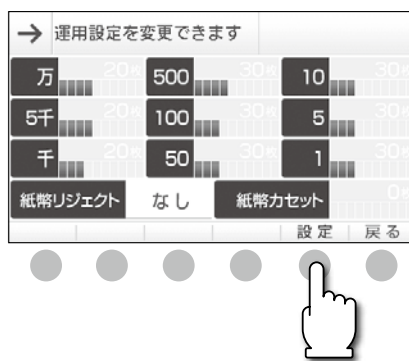 → 運用設定を変更できます
万 20枚 500 30枚 10 30枚
5千 20枚 100 30枚 5 30枚
千 20枚 50 30枚 1 30枚
紙幣リジェクト なし 紙幣カセット 0枚
設定 戻る